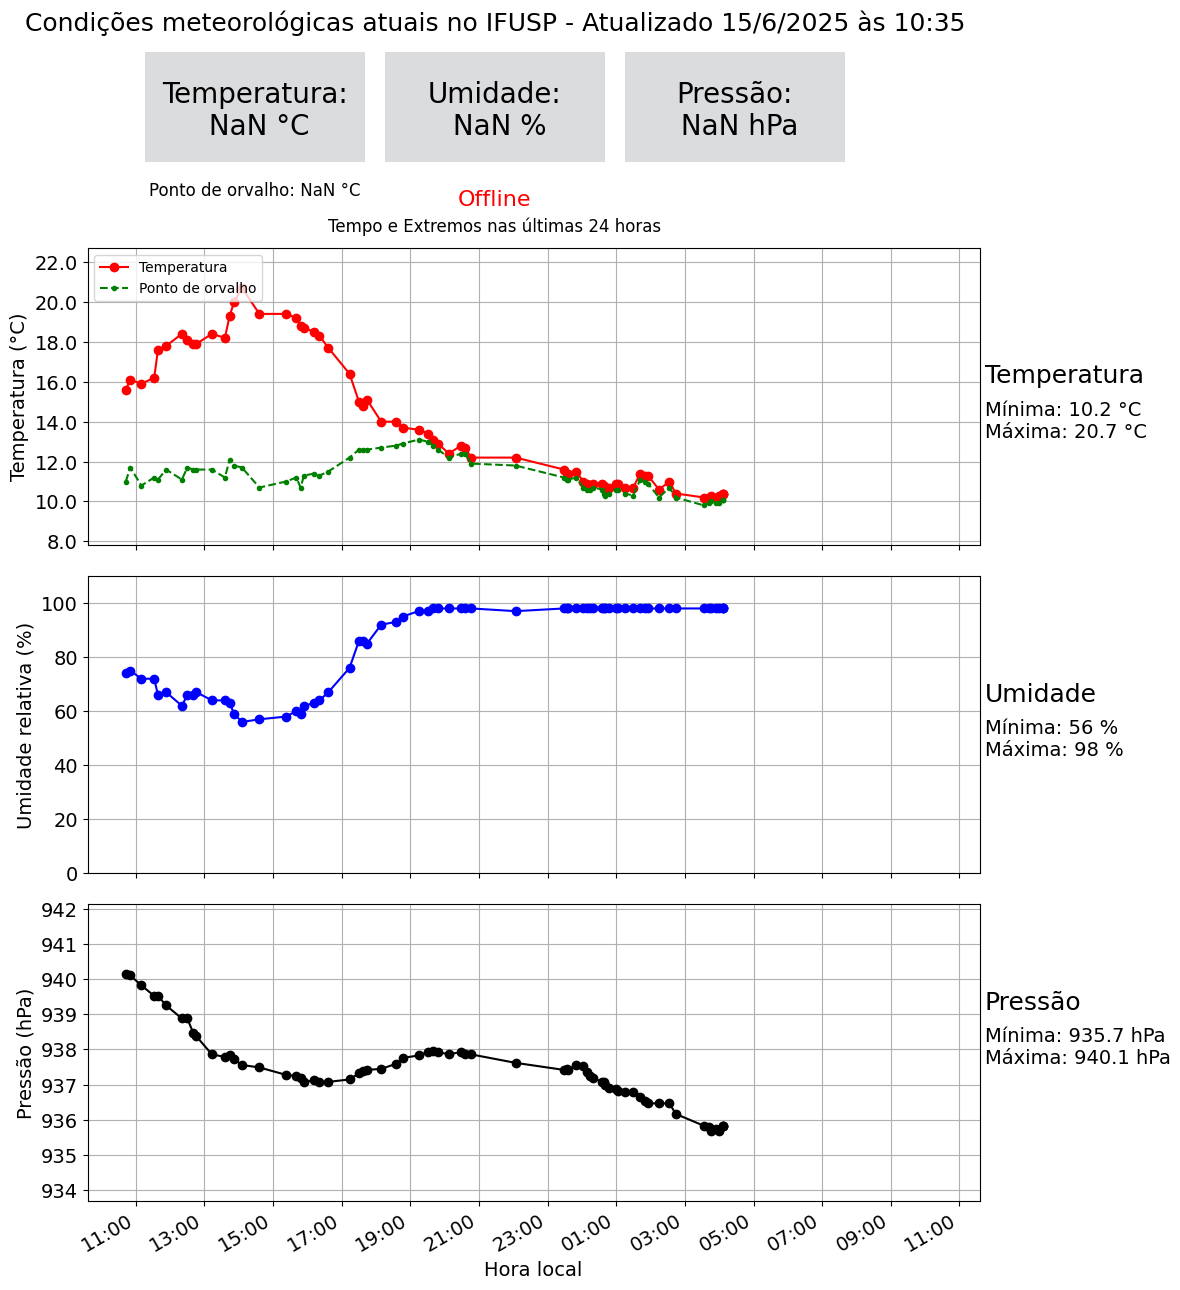 Condições meteorológicas atuais no IFUSP - Atualizado 15/6/2025 às 10:35
Temperatura:
NaN °C
Umidade:
NaN %
Pressão:
NaN hPa
Ponto de orvalho: NaN °C
Offline
Tempo e Extremos nas últimas 24 horas
Temperatura (°C)
22.0
20.0
18.0
16.0
14.0
12.0
10.0
8.0
Temperatura
Ponto de orvalho
Temperatura
Mínima: 10.2 °C
Máxima: 20.7 °C
Umidade relativa (%)
100
80
60
40
20
0
Umidade
Mínima: 56 %
Máxima: 98 %
Pressão (hPa)
942
941
940
939
938
937
936
935
934
Pressão
Mínima: 935.7 hPa
Máxima: 940.1 hPa
11:00 13:00 15:00 17:00 19:00 21:00 23:00 01:00 03:00 05:00 07:00 09:00 11:00
Hora local